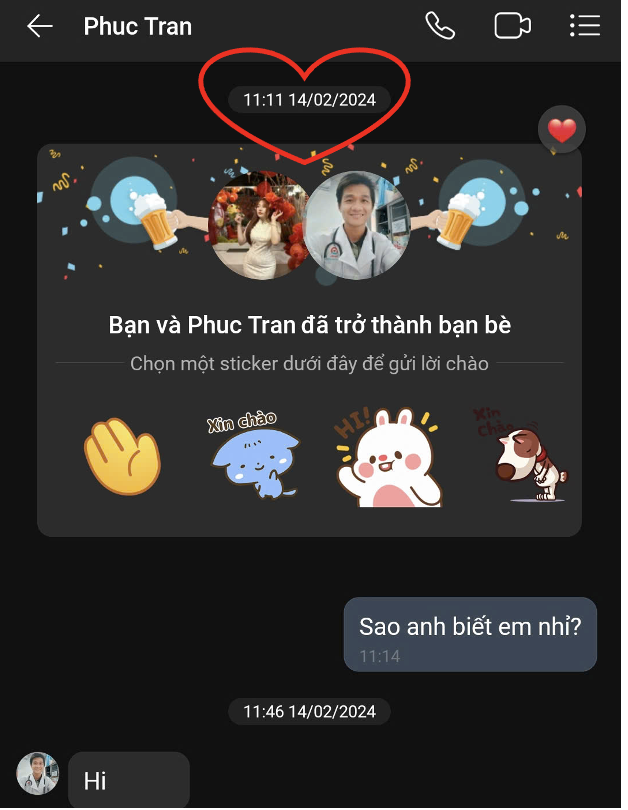 Phuc Tran
11:11 14/02/2024
Bạn và Phuc Tran đã trở thành bạn bè
Chọn một sticker dưới đây để gửi lời chào
Xin chào
HI!
Xin
Chào
Sao anh biết em nhỉ?
11:14
11:46 14/02/2024
Hi